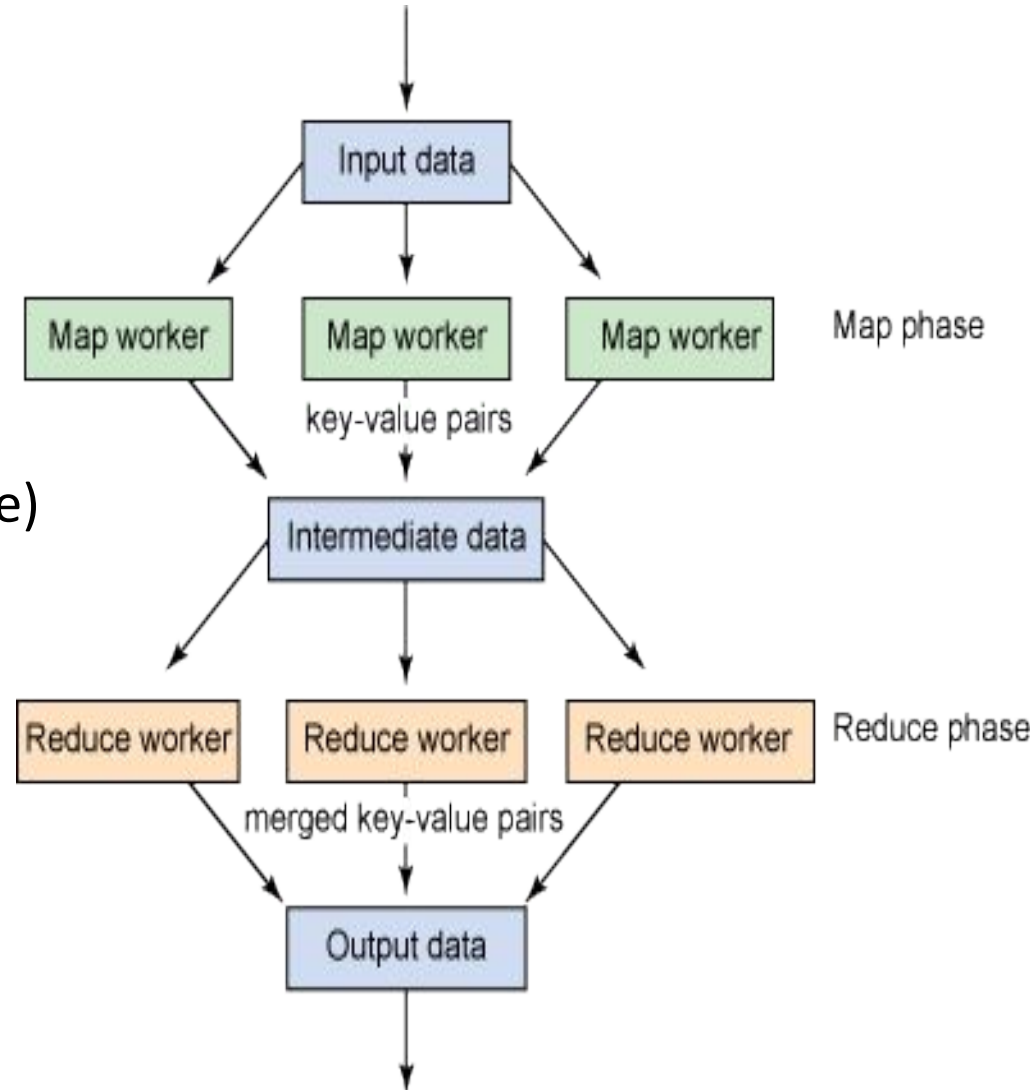 Input data
Map worker Map worker Map worker Map phase
key-value pairs
e)
Intermediate data
Reduce worker Reduce worker Reduce worker Reduce phase
merged key-value pairs
Output data